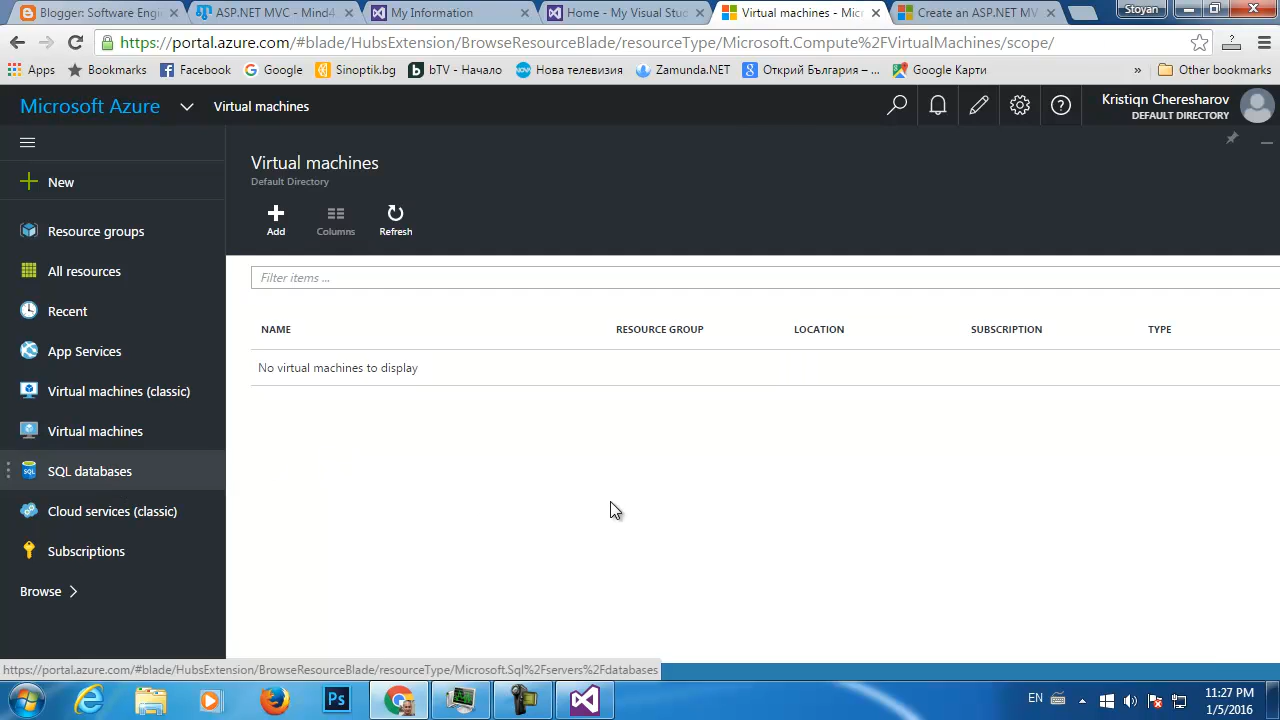 Blogger: Software Engi
ASP.NET MVC - Mind4
My Information
Home - My Visual Stud
Virtual machines - Mic
Create an ASP.NET MV
Stoyan
https://portal.azure.com/#blade/HubsExtension/BrowseResourceBlade/resourceType/Microsoft.Compute%2FVirtualMachines/scope/
Apps
Bookmarks
Facebook
Google
Sinoptik.bg
bTV - Начало
Нова телевизия
Zamunda.NET
Открий България – ...
Google Карти
»
Other bookmarks
Microsoft Azure
Virtual machines
Kristiqn Cheresharov
DEFAULT DIRECTORY
New
Resource groups
All resources
Recent
App Services
Virtual machines (classic)
Virtual machines
SQL databases
Cloud services (classic)
Subscriptions
Browse
Virtual machines
Default Directory
Add
Columns
Refresh
Filter items ...
NAME RESOURCE GROUP LOCATION SUBSCRIPTION TYPE
No virtual machines to display
https://portal.azure.com/#blade/HubsExtension/BrowseResourceBlade/resourceType/Microsoft.Sql%2Fservers%2Fdatabases
Ps
EN
11:27 PM
1/5/2016